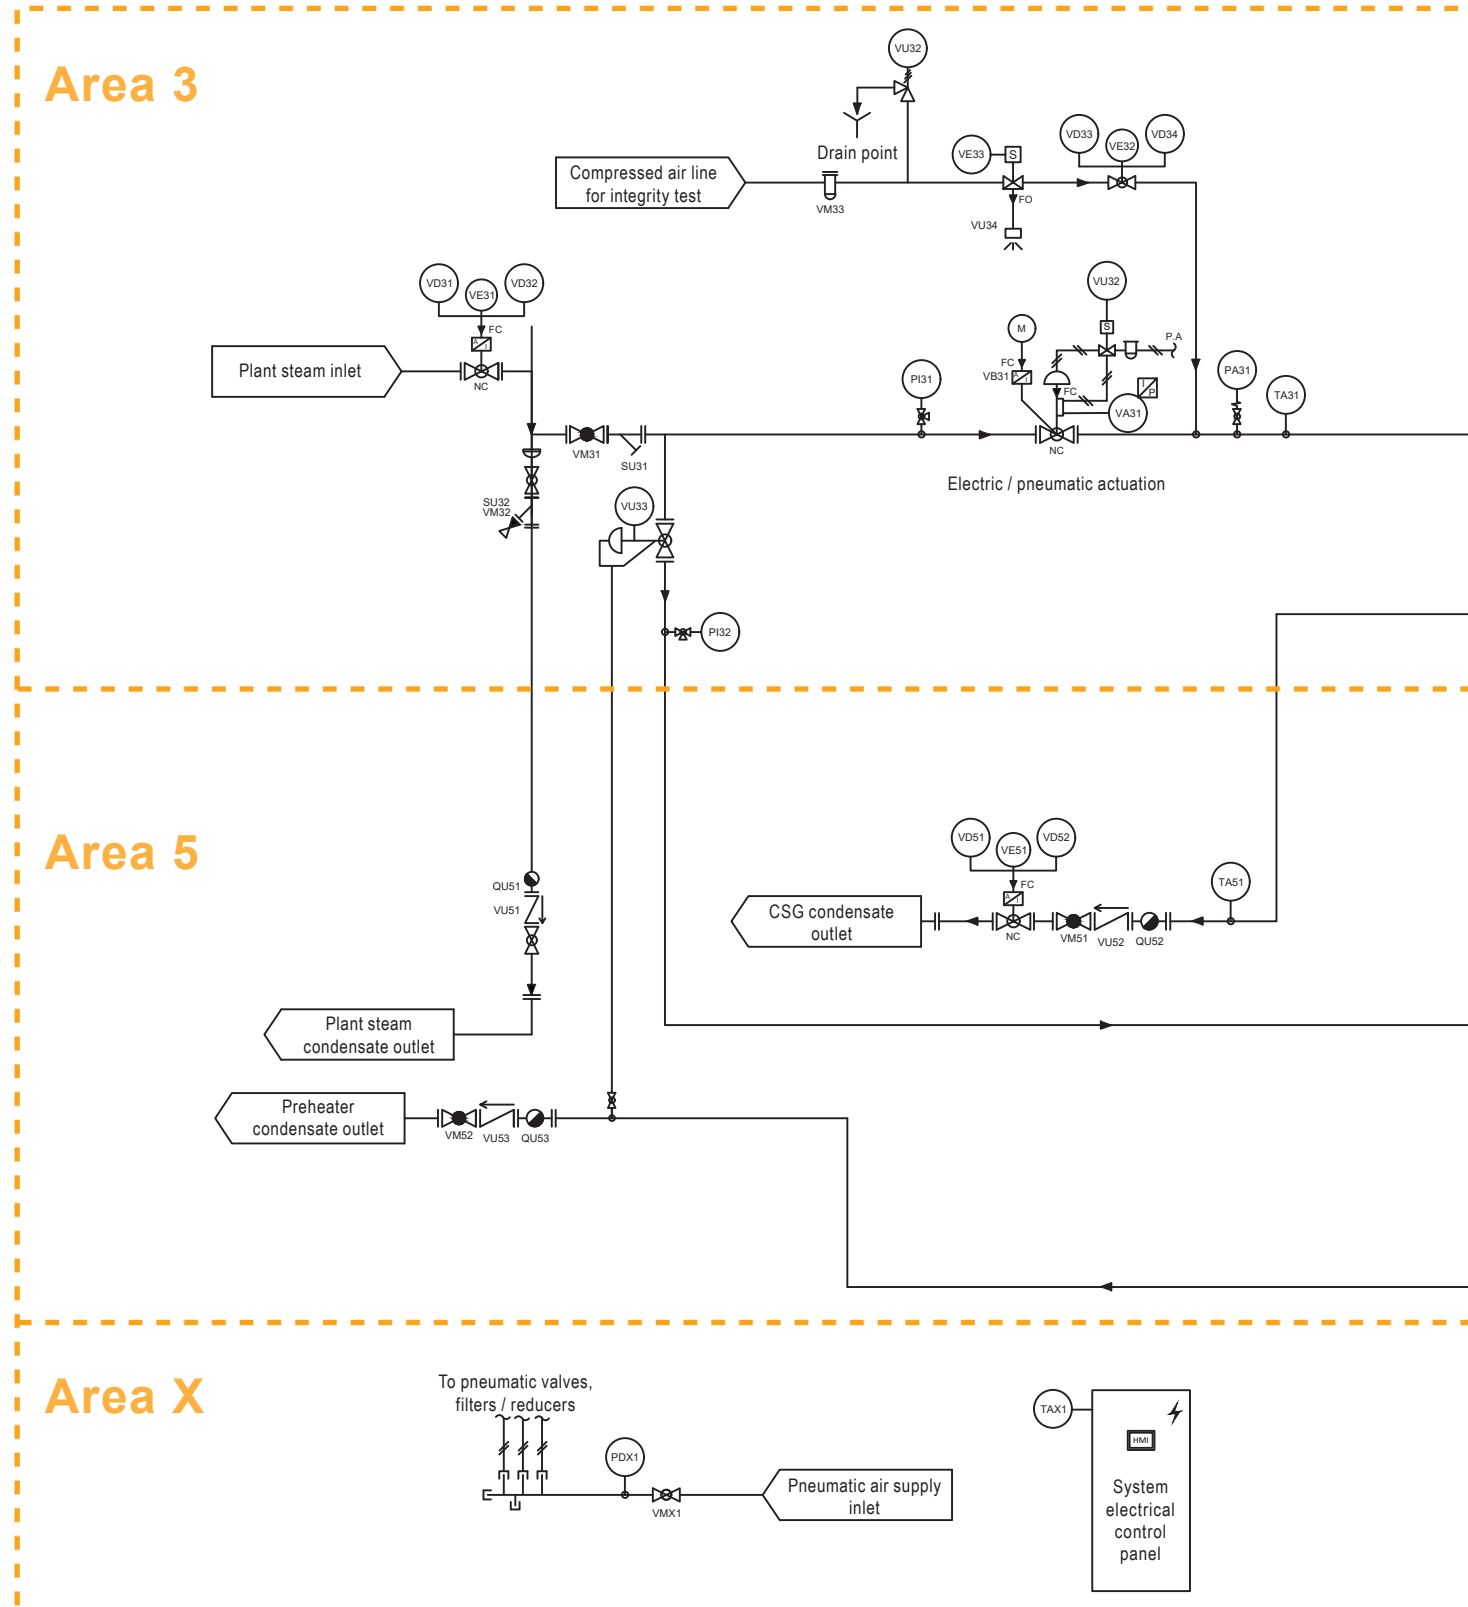 Area 3
VU32
Drain point
VE33
S
VD33
VE32
VD34
Compressed air line
for integrity test
VM33
FO
VU34
VD31
VE31
VD32
FC
A
I
NC
Plant steam inlet
VU32
S
P.A
M
FC
VB31
A
I
FC
I
P
VA31
NC
PI31
PA31
TA31
VM31
SU31
Electric / pneumatic actuation
SU32
VM32
VU33
PI32
Area 5
VD51
VE51
VD52
FC
A
I
NC
TA51
QU51
VU51
CSG condensate
outlet
VM51
VU52
QU52
Plant steam
condensate outlet
Preheater
condensate outlet
VM52
VU53
QU53
Area X
To pneumatic valves,
filters / reducers
PDX1
VMX1
Pneumatic air supply
inlet
TAX1
HMI
System
electrical
control
panel